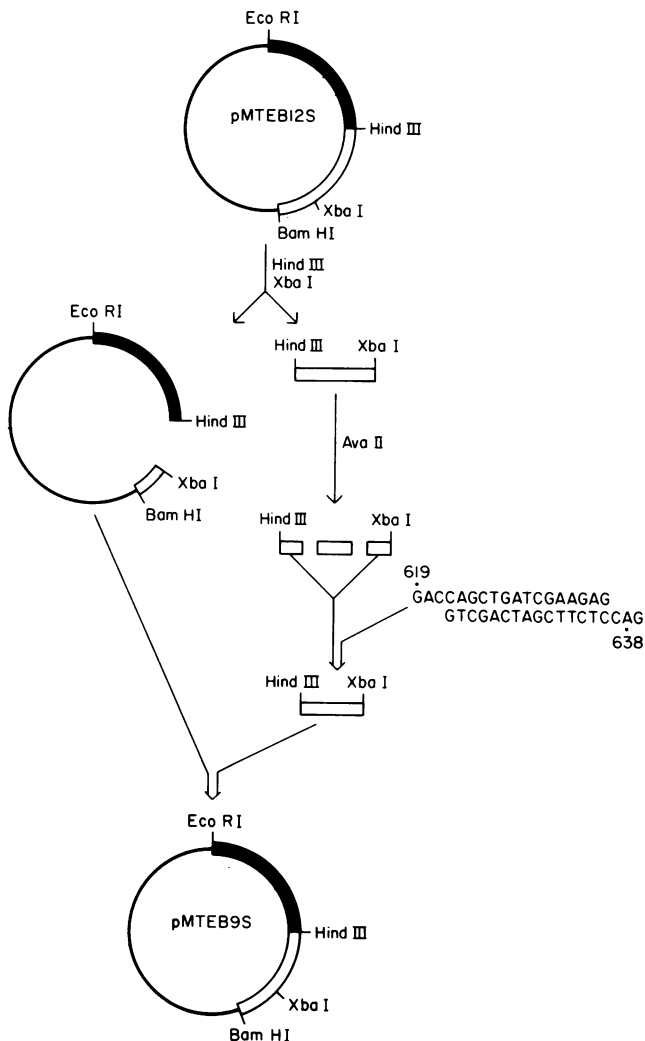 Eco RI
pMTEB12S
Hind III
Xba I
Bam HI
Hind III
Xba I
Eco RI
Hind III
Xba I
Bam HI
Hind III Xba I
Ava II
Hind III Xba I
619
GACCAGCTGATCGAAGAG
GTCGACTAGCTTCTCCAG
638
Hind III Xba I
Eco RI
pMTEB9S
Hind III
Xba I
Bam HI